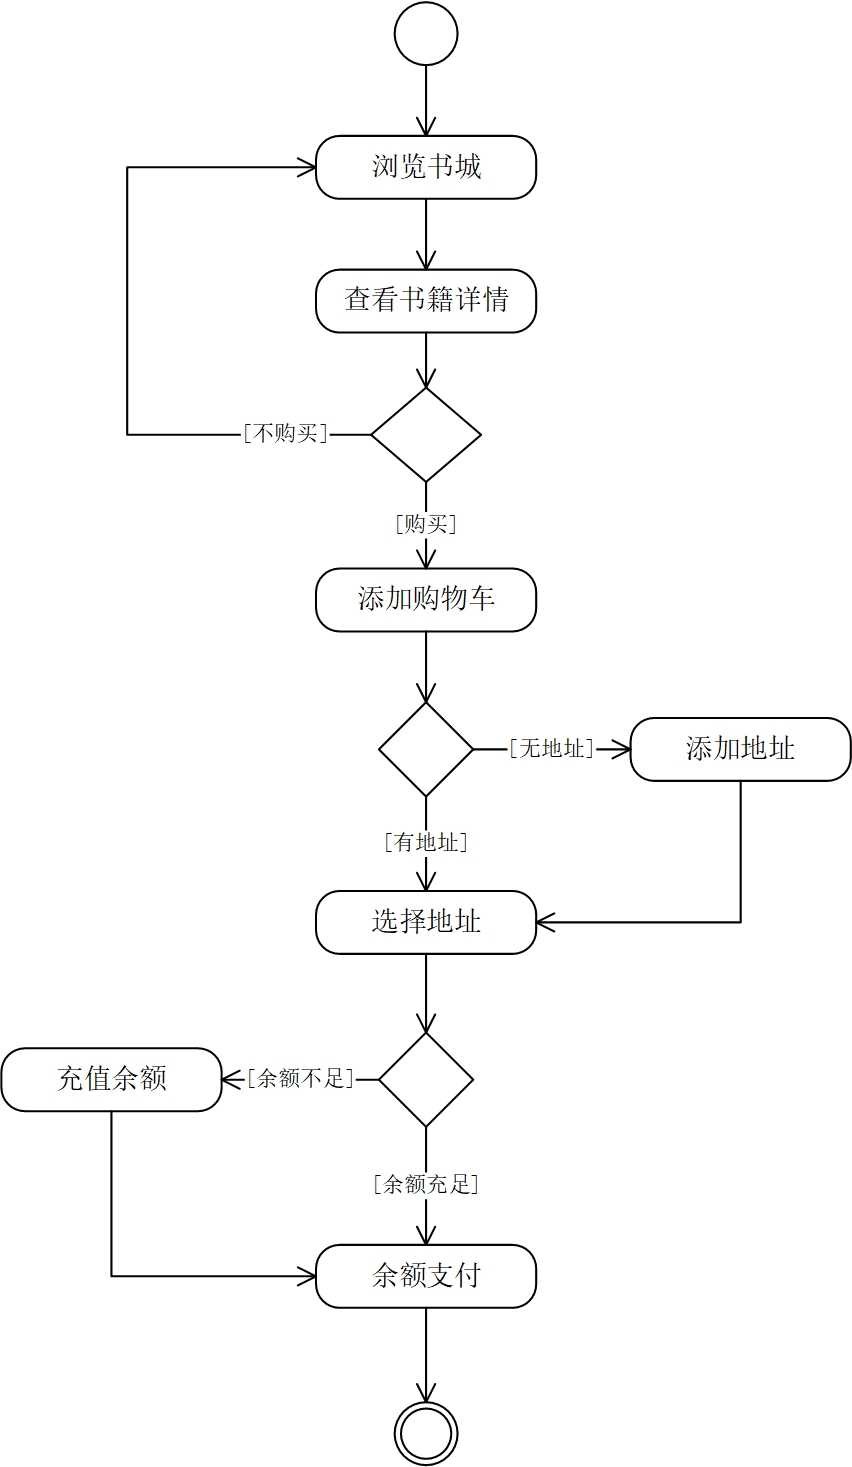 浏览书城
查看书籍详情
[不购买]
[购买]
添加购物车
[无地址]
添加地址
[有地址]
选择地址
充值余额
[余额不足]
[余额充足]
余额支付